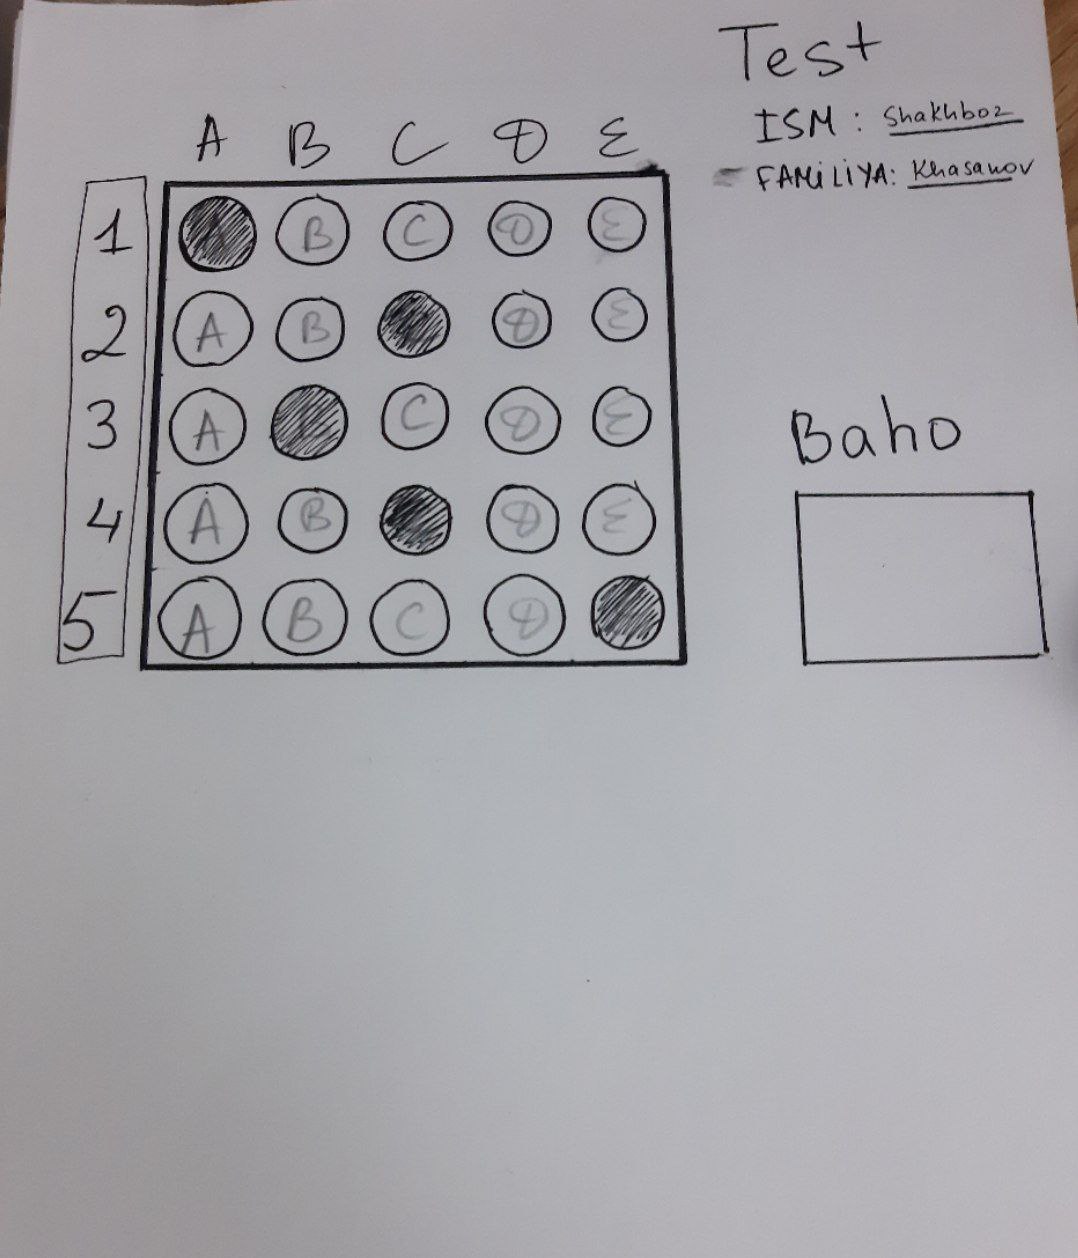 Test
ISM: Shakhboz
FAMILIYA: Khasanov
A B C D E
1 B C D E
2 A B D E
3 A C D E
4 A B D E
5 A B C D
Baho